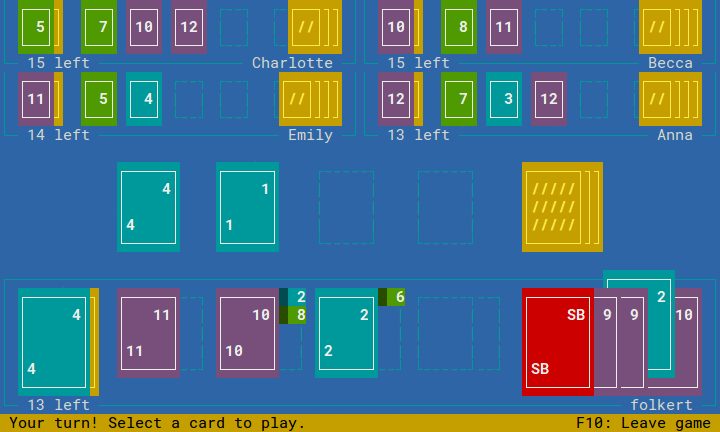 5 7 10 12 // 10 8 11 //
15 left Charlotte 15 left Becca
11 5 4 // 12 7 3 12 //
14 left Emily 13 left Anna
4 1 /////
/////
4 1 /////
2 6 2
4 11 10 8 2 SB 9 9 10
4 11 10 2 SB
13 left folkert
Your turn! Select a card to play. F10: Leave game